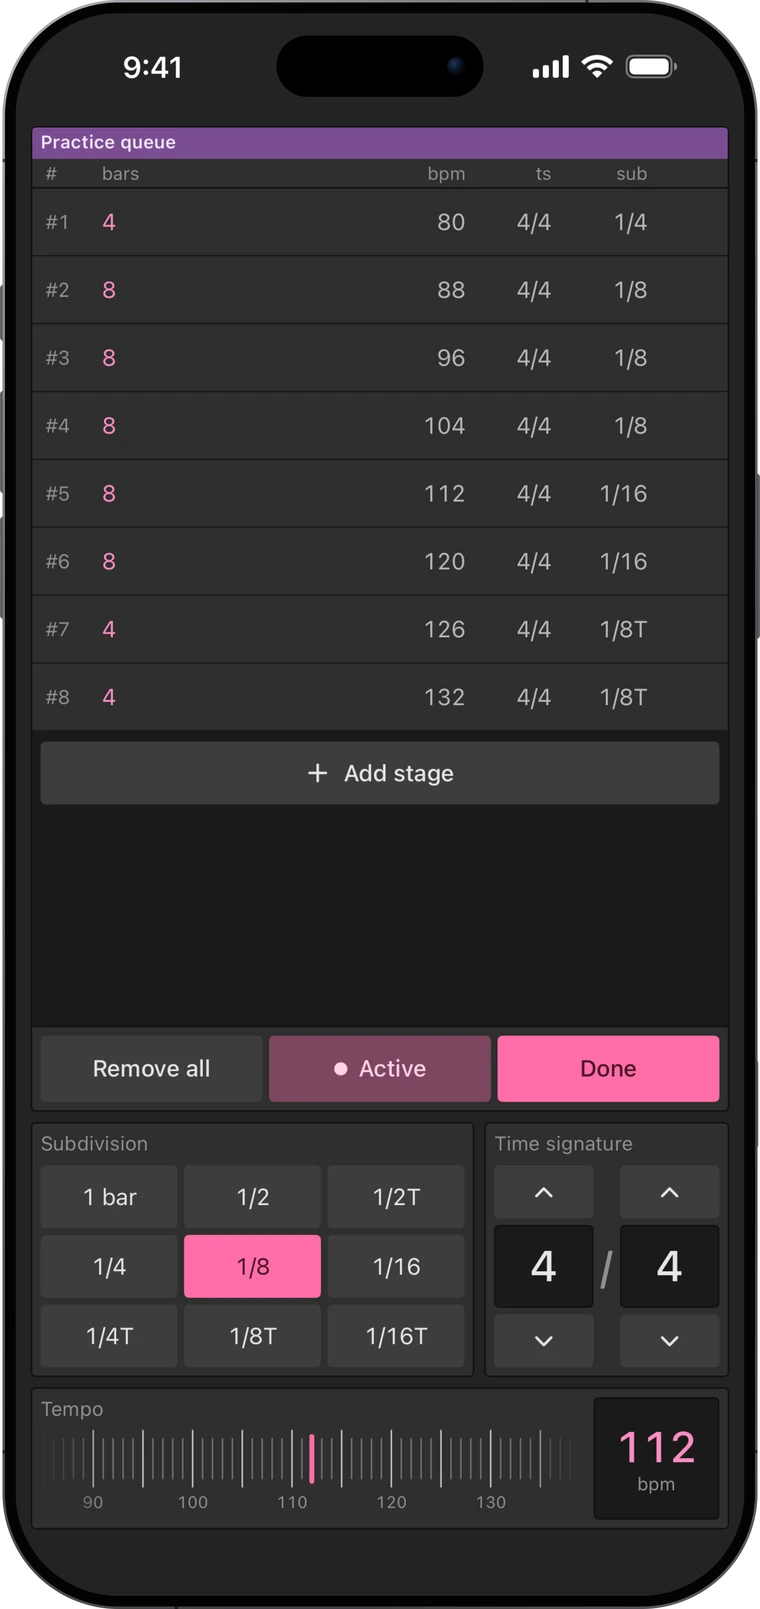 9:41
Practice queue
# bars bpm ts sub
#1 4 80 4/4 1/4
#2 8 88 4/4 1/8
#3 8 96 4/4 1/8
#4 8 104 4/4 1/8
#5 8 112 4/4 1/16
#6 8 120 4/4 1/16
#7 4 126 4/4 1/8T
#8 4 132 4/4 1/8T
+ Add stage
Remove all Active Done
Subdivision
1 bar 1/2 1/2T
1/4 1/8 1/16
1/4T 1/8T 1/16T
Time signature
4 / 4
Tempo
90 100 110 120 130
112
bpm